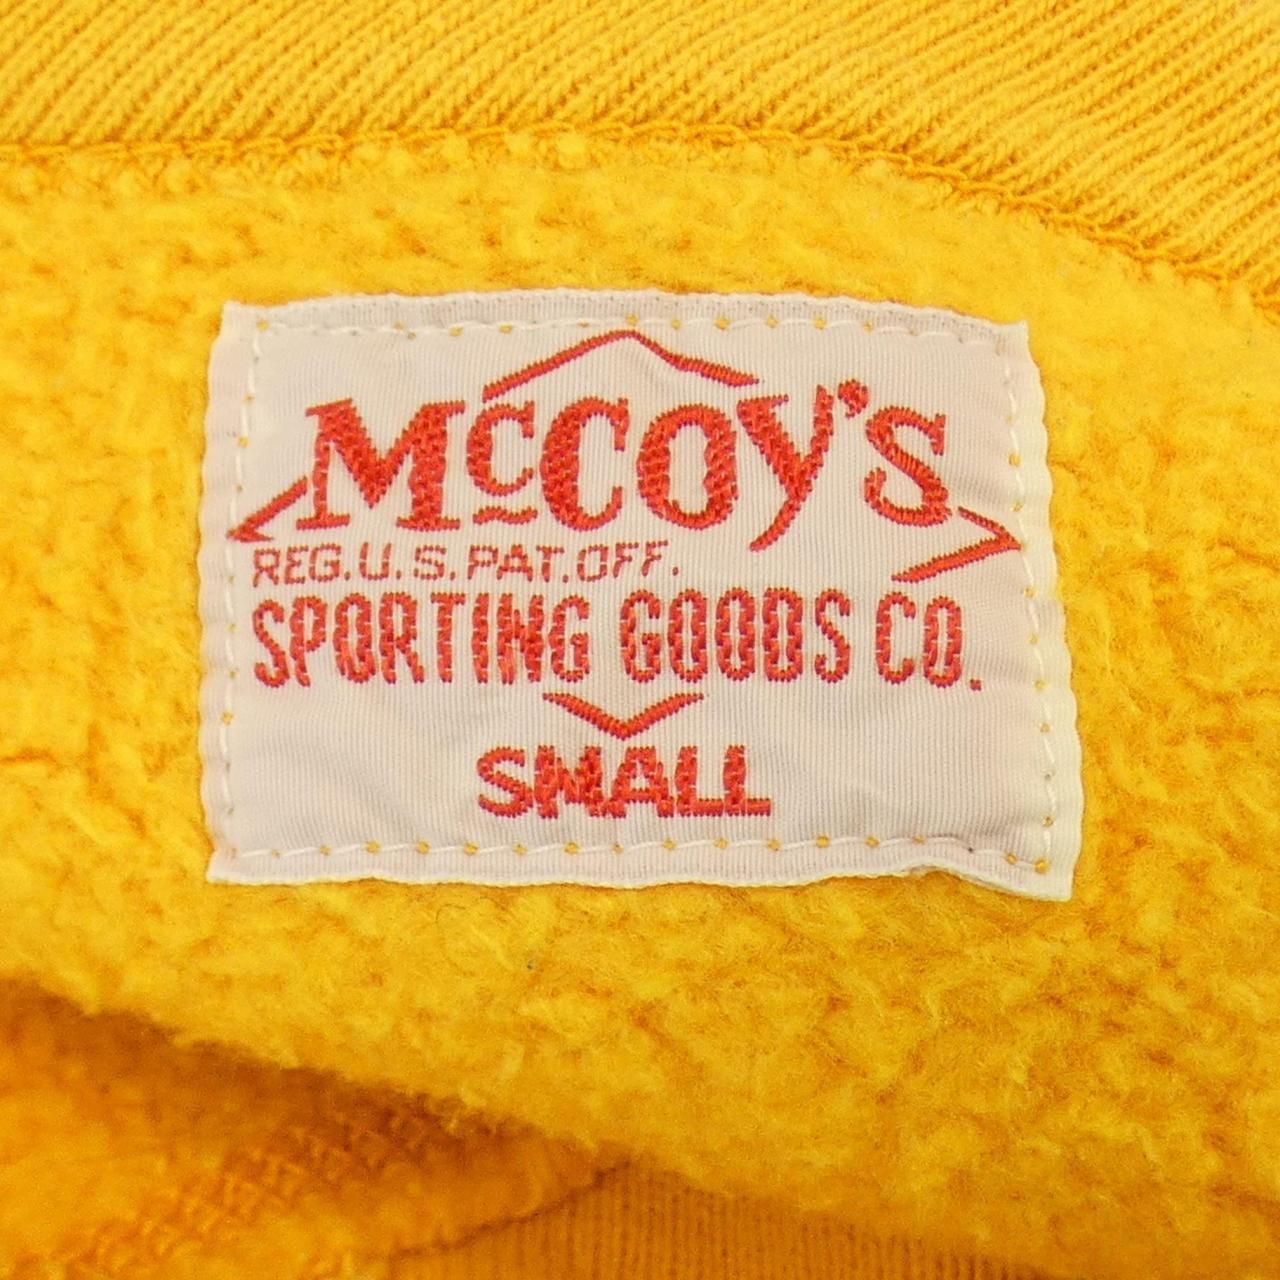 McCOY'S
REG.U.S.PAT.OFF.
SPORTING GOODS CO.
SMALL